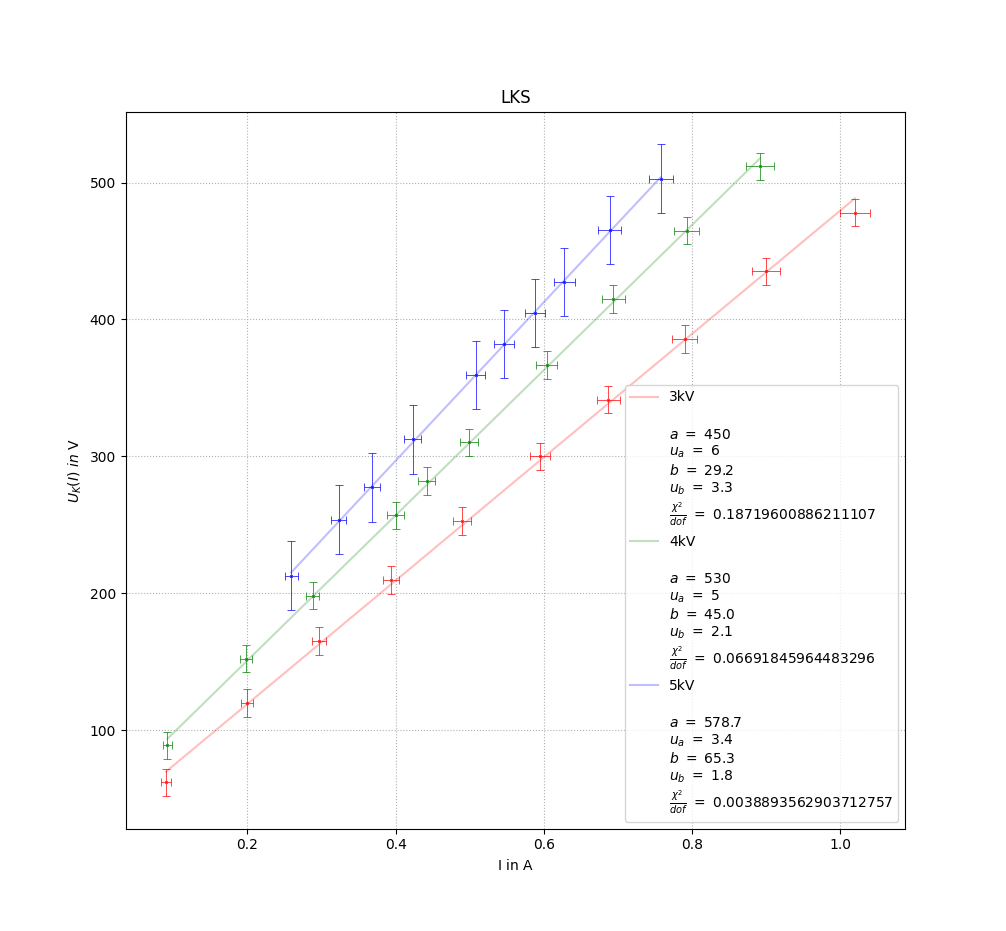 LKS
500
400
300
200
100
U_K(I) in V
0.2 0.4 0.6 0.8 1.0
I in A
3kV
a = 450
u_a = 6
b = 29.2
u_b = 3.3
χ²/dof = 0.18719600886211107
4kV
a = 530
u_a = 5
b = 45.0
u_b = 2.1
χ²/dof = 0.06691845964483296
5kV
a = 578.7
u_a = 3.4
b = 65.3
u_b = 1.8
χ²/dof = 0.0038893562903712757